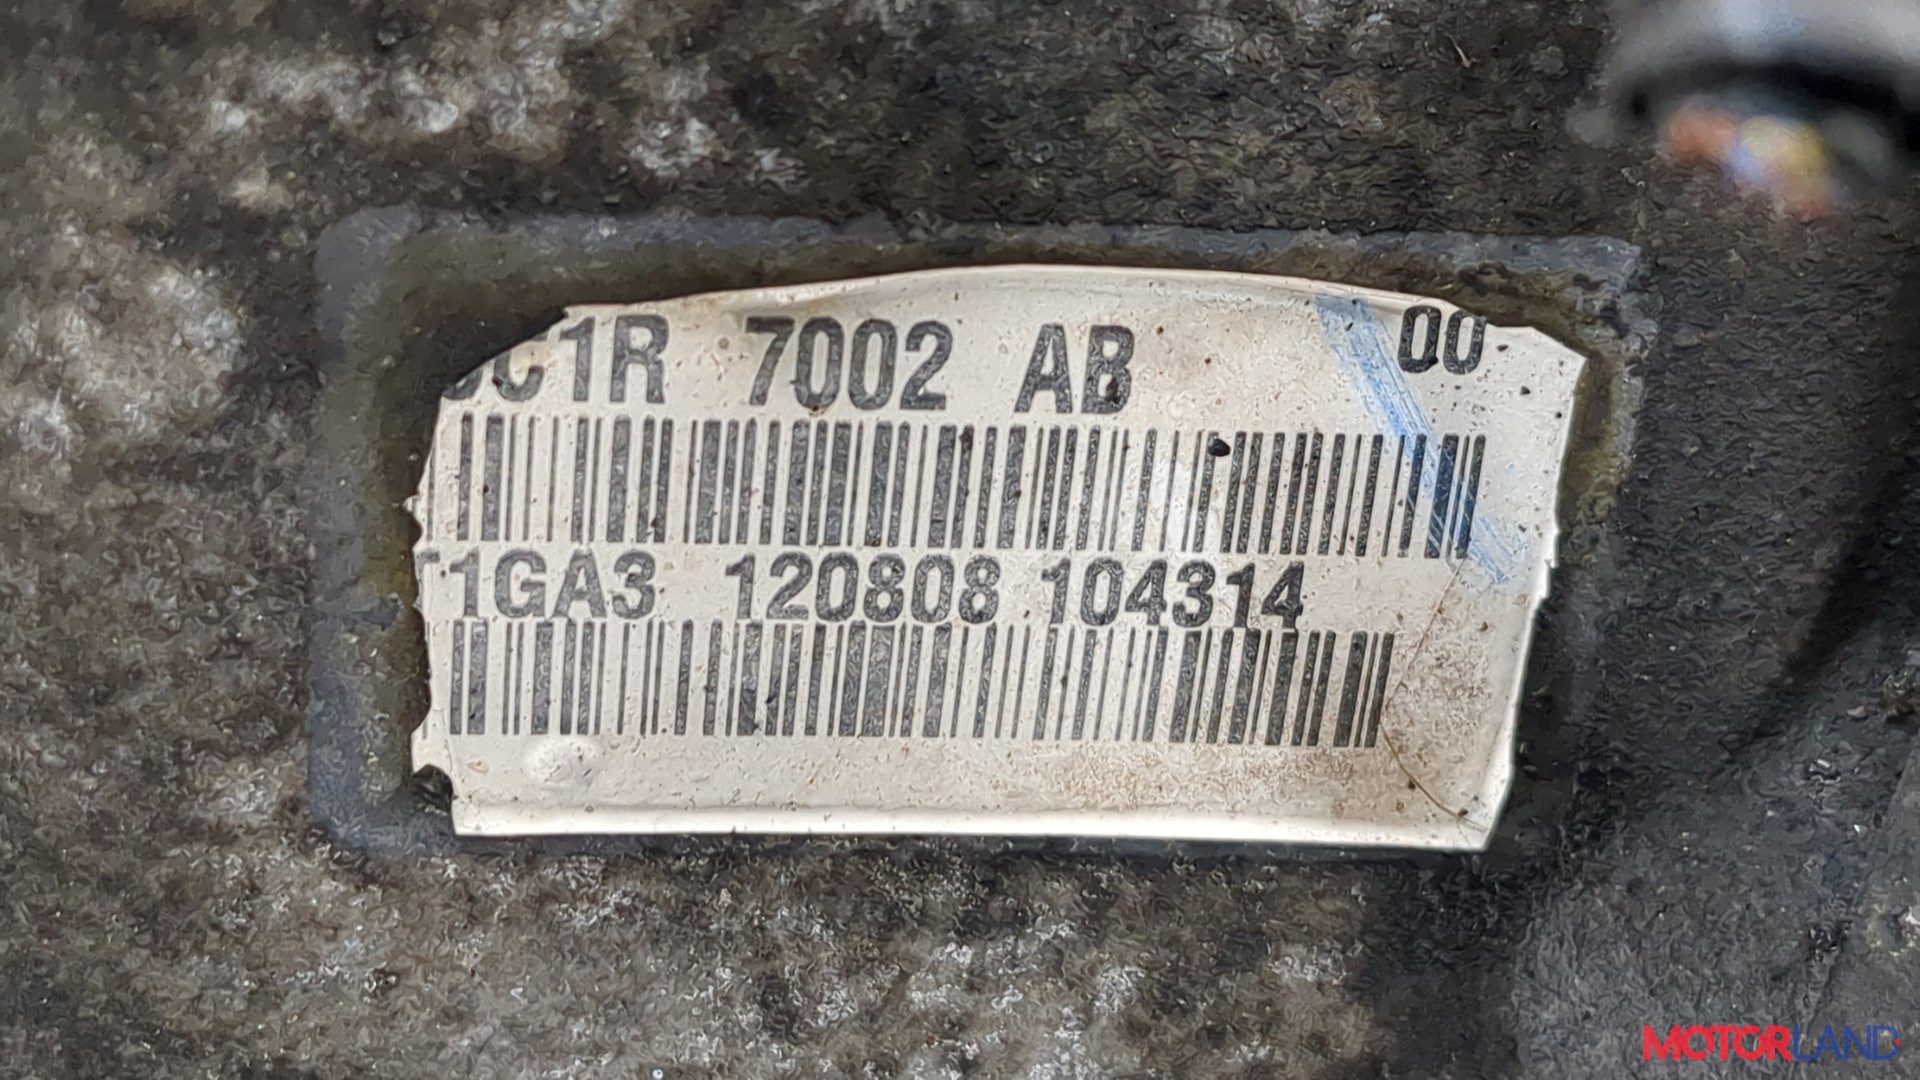 C1R 7002 AB 00
1GA3 120808 104314
MOTORLAND